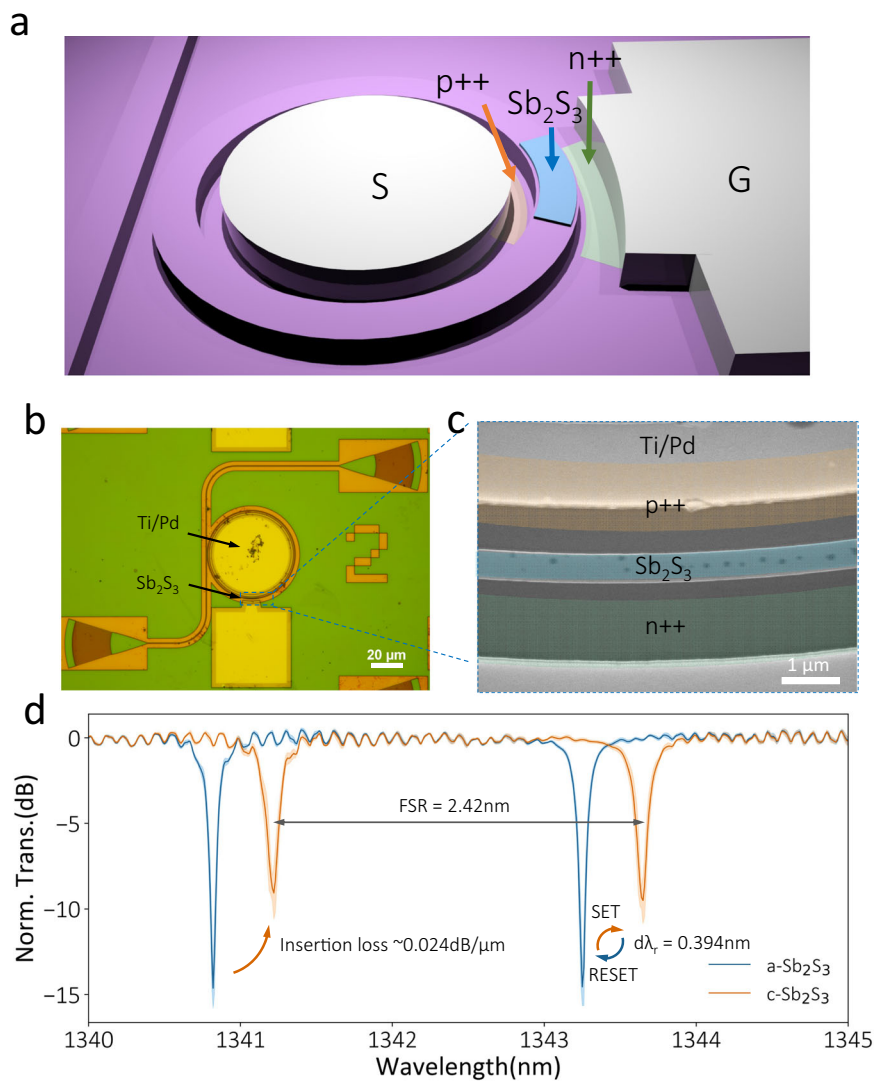 a
n++
p++
Sb₂S₃
S
G
b
c
Ti/Pd
Sb₂S₃
2
20 μm
Ti/Pd
p++
Sb₂S₃
n++
1 μm
d
Norm. Trans.(dB)
0
−5
−10
−15
FSR = 2.42nm
Insertion loss ~0.024dB/μm
SET
dλᵣ = 0.394nm
RESET
a-Sb₂S₃
c-Sb₂S₃
1340
1341
1342
1343
1344
1345
Wavelength(nm)